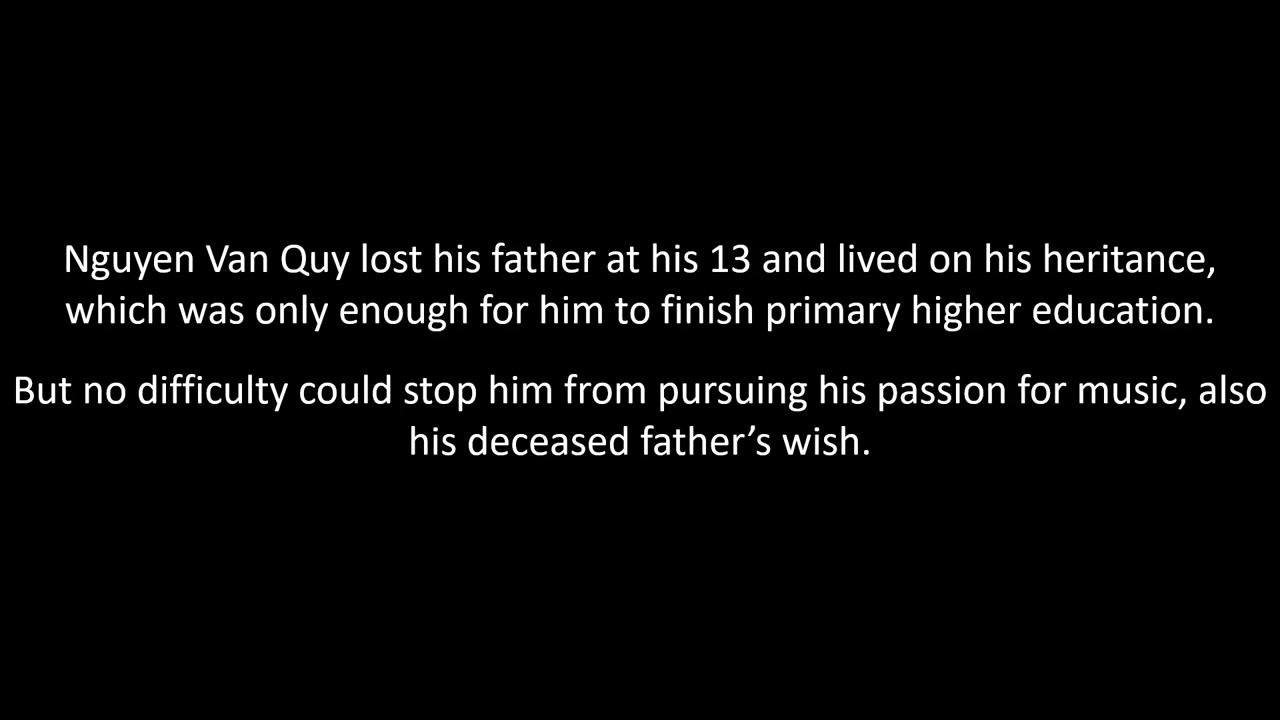 Nguyen Van Quy lost his father at his 13 and lived on his heritance,
which was only enough for him to finish primary higher education.
But no difficulty could stop him from pursuing his passion for music, also
his deceased father’s wish.